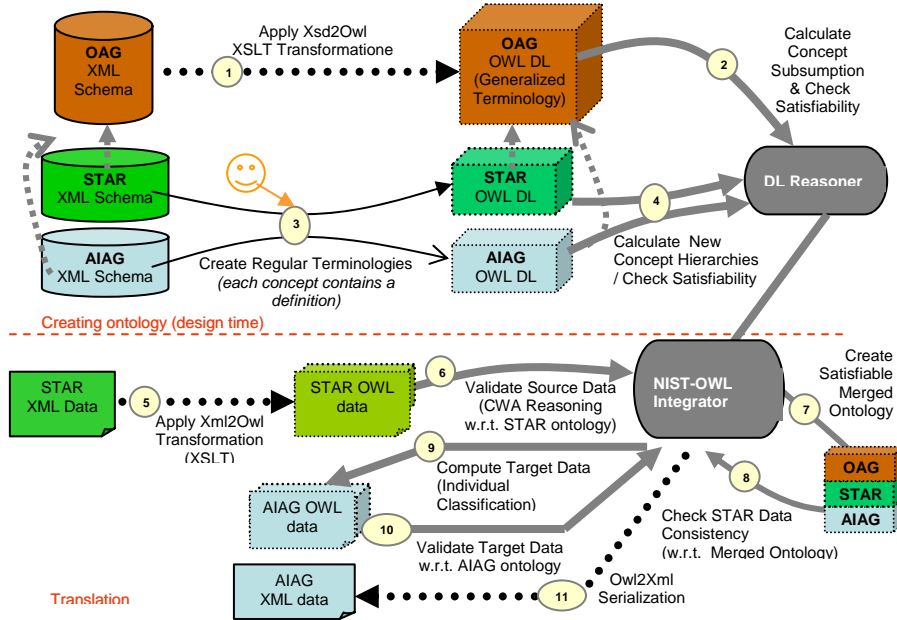 OAG
XML
Schema
Apply Xsd2Owl
XSLT Transformatione
1
OAG
OWL DL
(Generalized
Terminology)
2
Calculate
Concept
Subsumption
& Check
Satisfiability
STAR
XML Schema
STAR
OWL DL
DL Reasoner
3
4
AIAG
XML Schema
Create Regular Terminologies
(each concept contains a
definition)
AIAG
OWL DL
Calculate New
Concept Hierarchies
/ Check Satisfiability
Creating ontology (design time)
STAR
XML Data
5
Apply Xml2Owl
Transformation
(XSLT)
STAR OWL
data
6
Validate Source Data
(CWA Reasoning
w.r.t. STAR ontology)
NIST-OWL
Integrator
Create
Satisfiable
Merged
Ontology
7
9
Compute Target Data
(Individual
Classification)
8
OAG
STAR
AIAG
AIAG OWL
data
10
Validate Target Data
w.r.t. AIAG ontology
Check STAR Data
Consistency
(w.r.t. Merged Ontology)
AIAG
XML data
11
Owl2Xml
Serialization
Translation